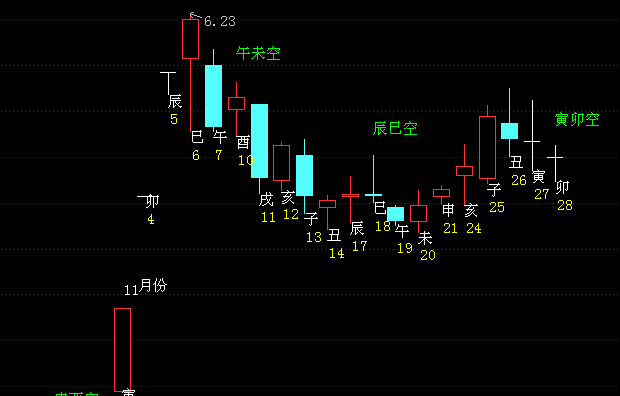 6.23
午未空
辰
5
巳
6
午
7
酉
10
戌
11
亥
12
子
13
丑
14
辰
17
辰巳空
巳
18
午
19
未
20
申
21
亥
24
子
25
丑
26
寅
27
寅卯空
卯
28
卯
4
11月份